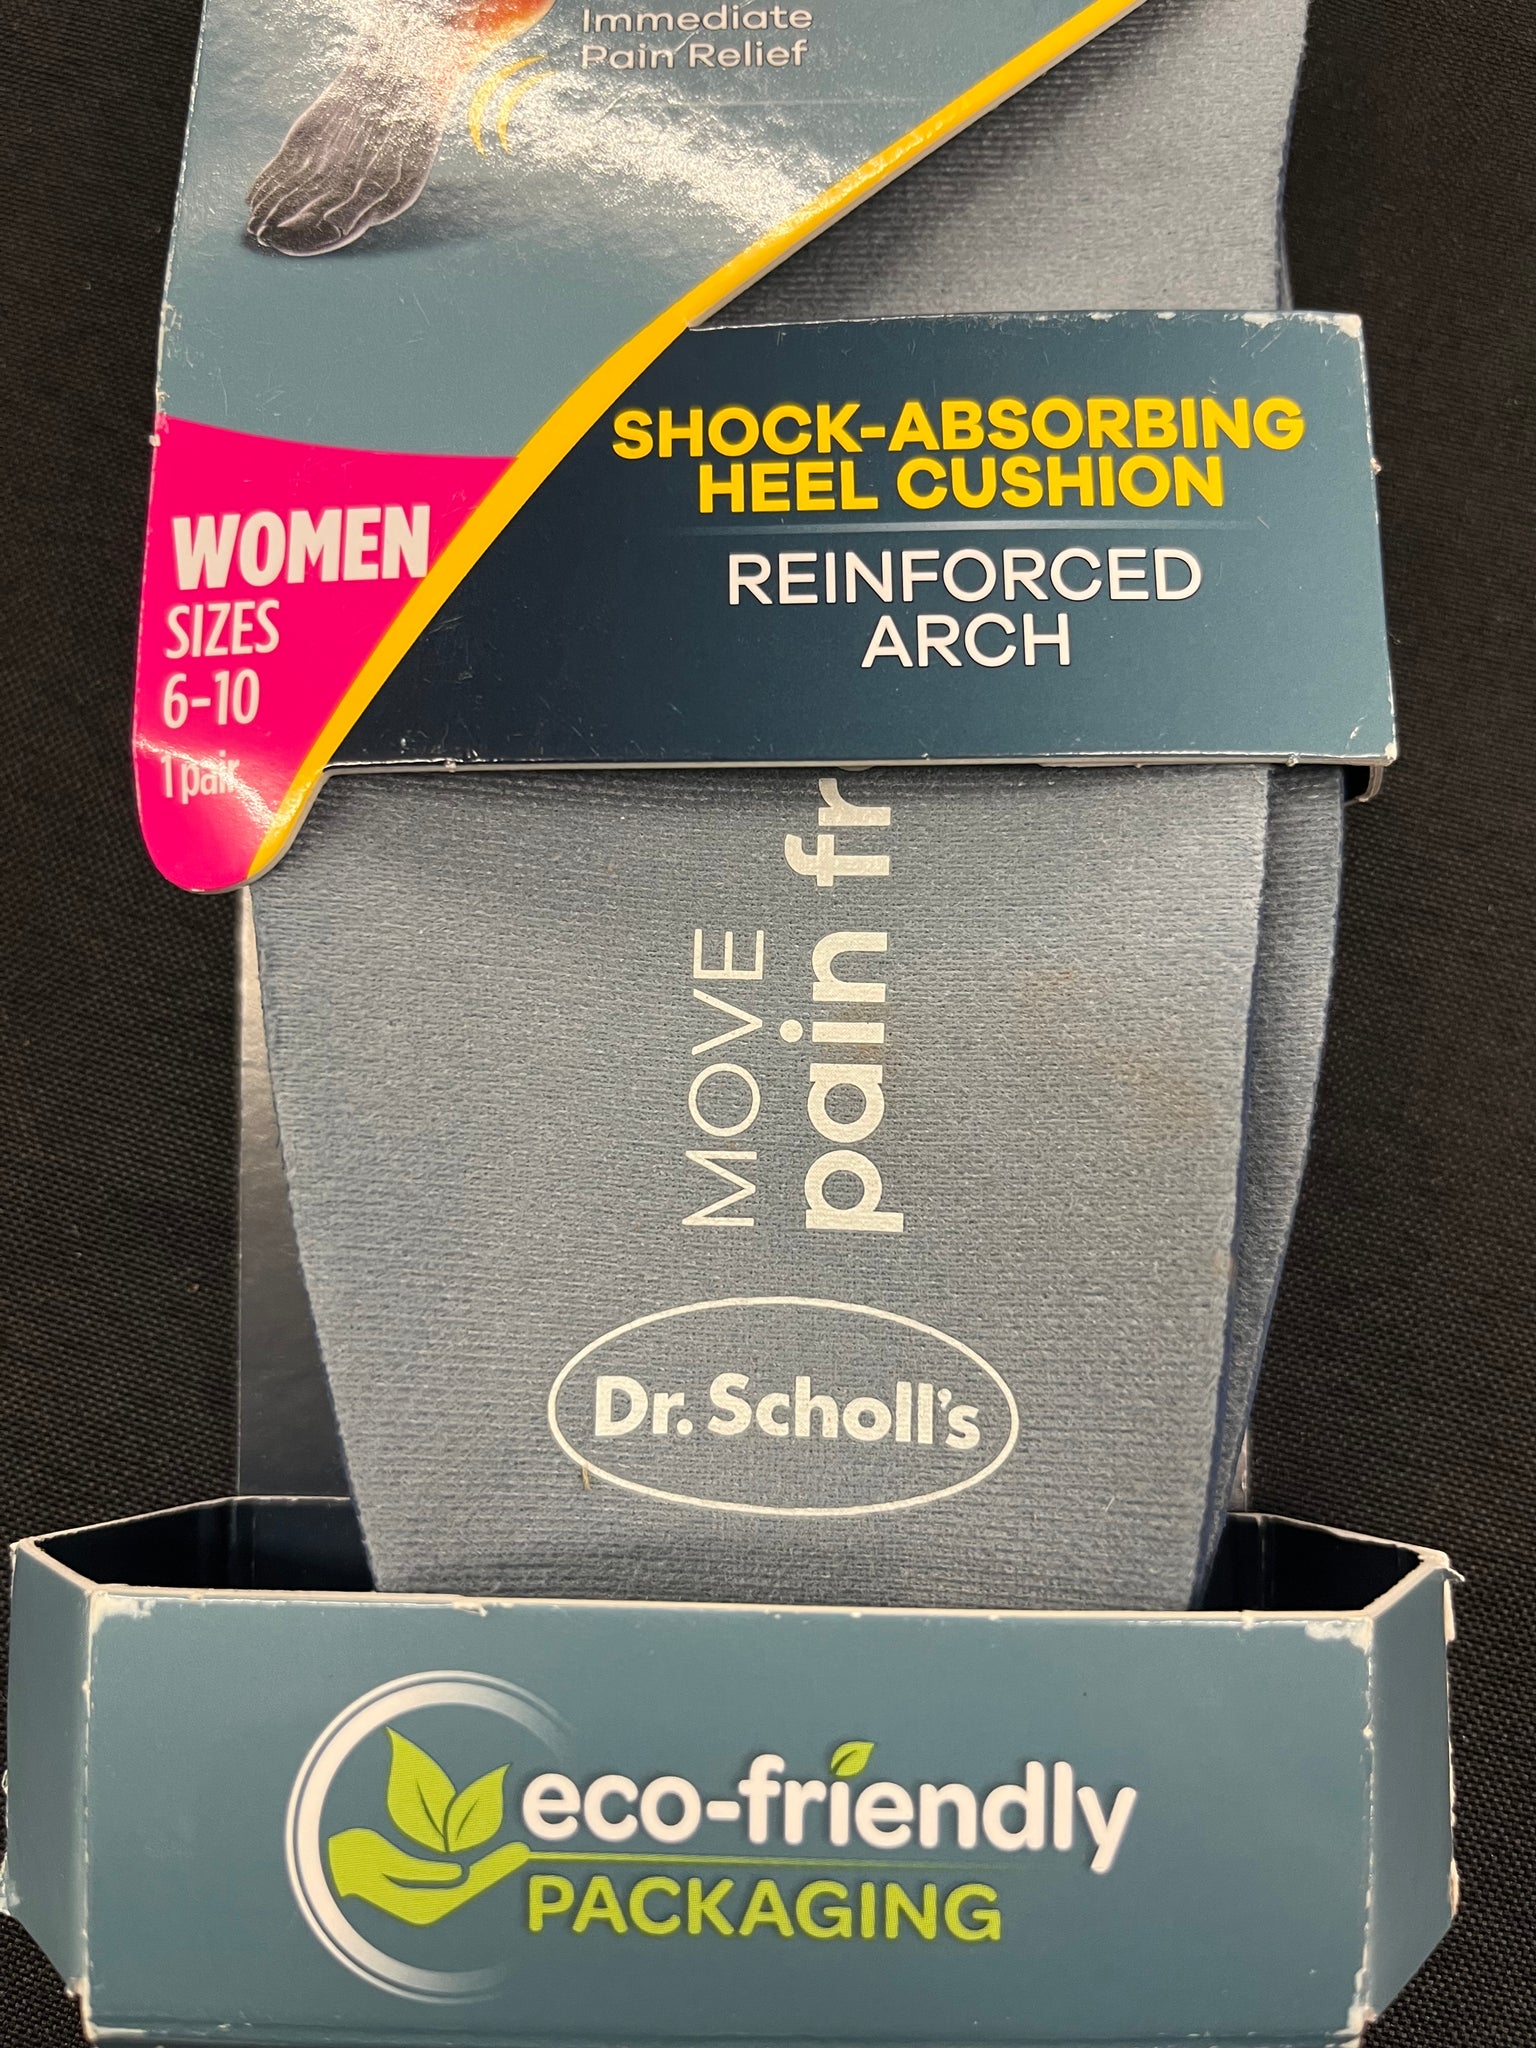 Immediate
Pain Relief
SHOCK-ABSORBING
HEEL CUSHION
REINFORCED
ARCH
WOMEN
SIZES
6-10
1 pair
MOVE
pain fr
Dr. Scholl's
eco-friendly
PACKAGING